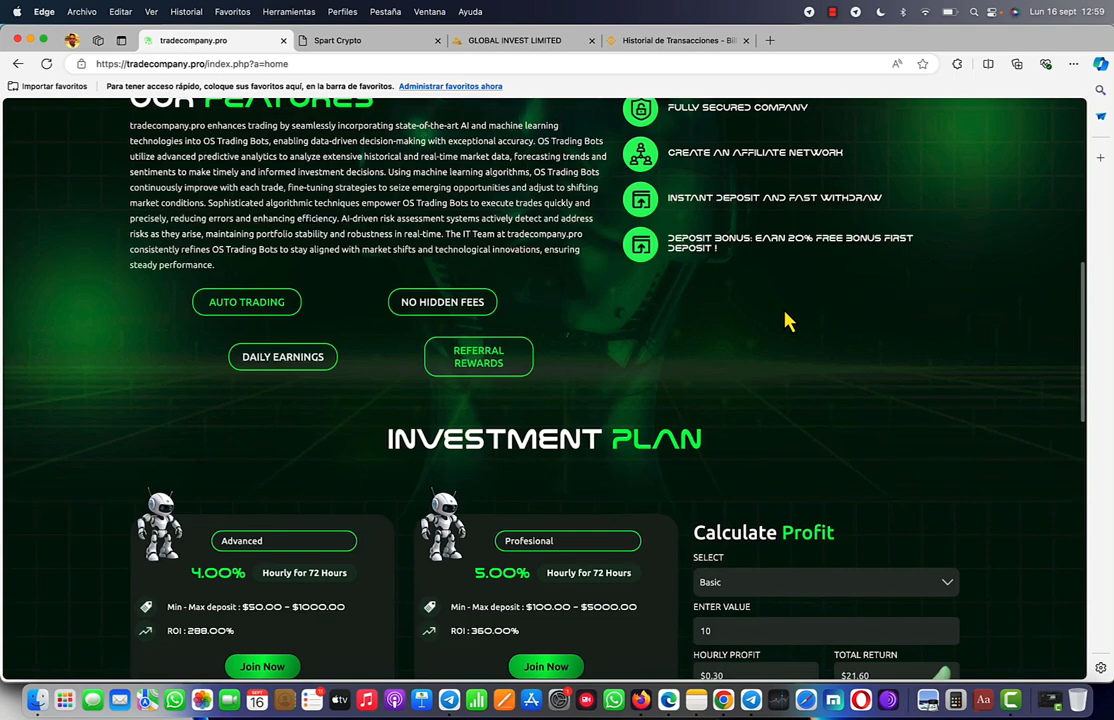 Edge Archivo Editar Ver Historial Favoritos Herramientas Perfiles Pestaña Ventana Ayuda Lun 16 sept 12:59
tradecompany.pro Spart Crypto GLOBAL INVEST LIMITED Historial de Transacciones - Bill
https://tradecompany.pro/index.php?a=home
Importar favoritos Para tener acceso rápido, coloque sus favoritos aquí, en la barra de favoritos. Administrar favoritos ahora
OUR FEATURES
tradecompany.pro enhances trading by seamlessly incorporating state-of-the-art AI and machine learning
technologies into OS Trading Bots, enabling data-driven decision-making with exceptional accuracy. OS Trading Bots
utilize advanced predictive analytics to analyze extensive historical and real-time market data, forecasting trends and
sentiments to make timely and informed investment decisions. Using machine learning algorithms, OS Trading Bots
continuously improve with each trade, fine-tuning strategies to seize emerging opportunities and adjust to shifting
market conditions. Sophisticated algorithmic techniques empower OS Trading Bots to execute trades quickly and
precisely, reducing errors and enhancing efficiency. AI-driven risk assessment systems actively detect and address
risks as they arise, maintaining portfolio stability and robustness in real-time. The IT Team at tradecompany.pro
consistently refines OS Trading Bots to stay aligned with market shifts and technological innovations, ensuring
steady performance.
FULLY SECURED COMPANY
CREATE AN AFFILIATE NETWORK
INSTANT DEPOSIT AND FAST WITHDRAW
DEPOSIT BONUS: EARN 20% FREE BONUS FIRST
DEPOSIT !
AUTO TRADING
NO HIDDEN FEES
DAILY EARNINGS
REFERRAL
REWARDS
INVESTMENT PLAN
Advanced
4.00% Hourly for 72 Hours
Min - Max deposit : $50.00 - $1000.00
ROI : 288.00%
Join Now
Profesional
5.00% Hourly for 72 Hours
Min - Max deposit : $100.00 - $5000.00
ROI : 360.00%
Join Now
Calculate Profit
SELECT
Basic
ENTER VALUE
10
HOURLY PROFIT TOTAL RETURN
$0.30 $21.60
SEPT
16
Aa